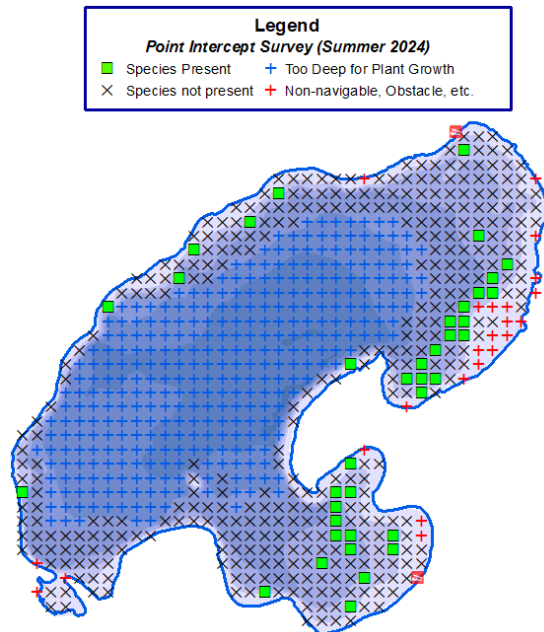 Legend
Point Intercept Survey (Summer 2024)
Species Present
Too Deep for Plant Growth
Species not present
Non-navigable, Obstacle, etc.